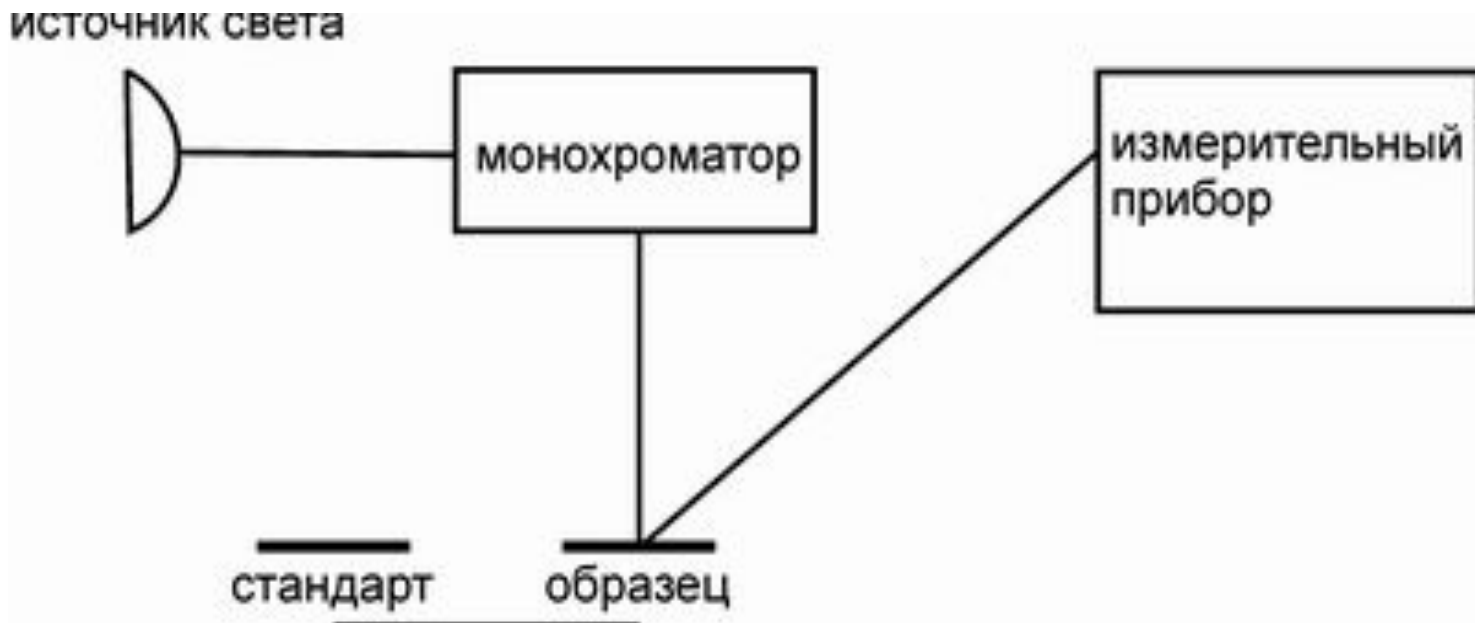 источник света
монохроматор
измерительный
прибор
стандарт
образец